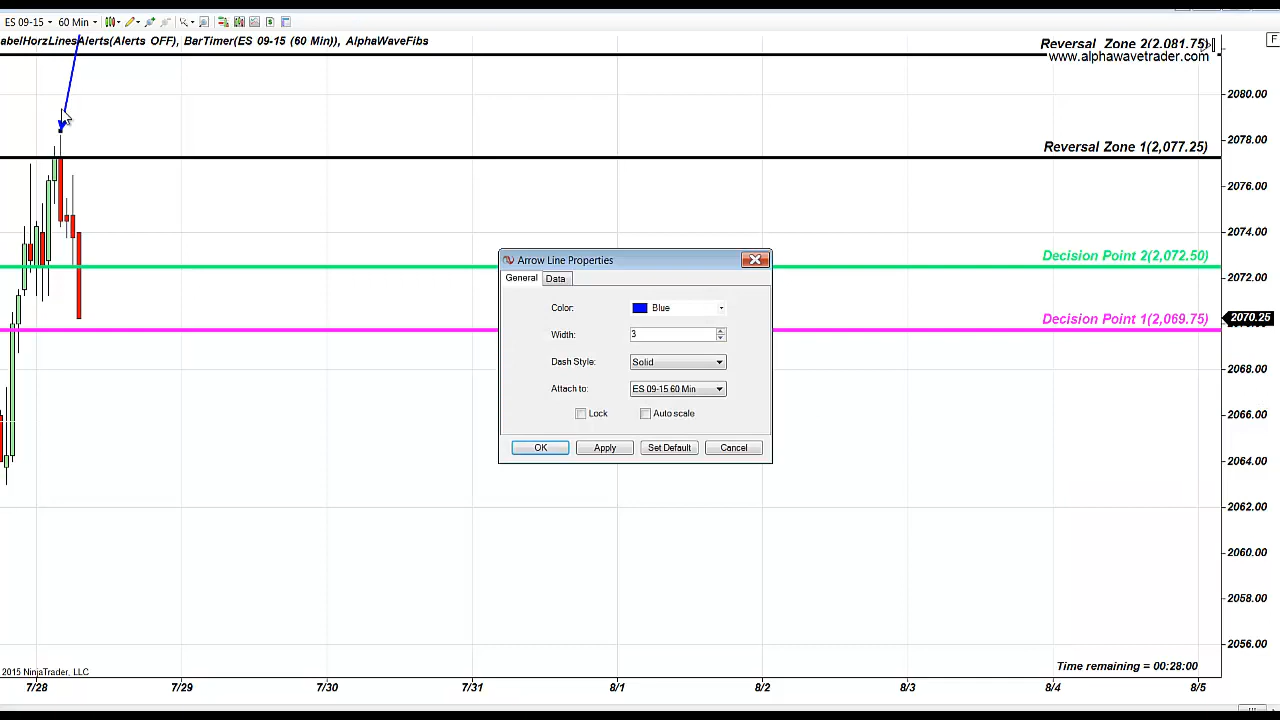 ES 09-15 60 Min
abelHorzLinesAlerts(Alerts OFF), BarTimer(ES 09-15 (60 Min)), AlphaWaveFibs
Reversal Zone 2(2,081.75)
F
www.alphawavetrader.com
2080.00
2078.00
Reversal Zone 1(2,077.25)
2076.00
2074.00
Decision Point 2(2,072.50)
2072.00
Decision Point 1(2,069.75)
2070.25
2068.00
2066.00
2064.00
2062.00
2060.00
2058.00
2056.00
Arrow Line Properties
General Data
Color: Blue
Width: 3
Dash Style: Solid
Attach to: ES 09-15 60 Min
Lock Auto scale
OK Apply Set Default Cancel
2015 NinjaTrader, LLC
Time remaining = 00:28:00
7/28 7/29 7/30 7/31 8/1 8/2 8/3 8/4 8/5